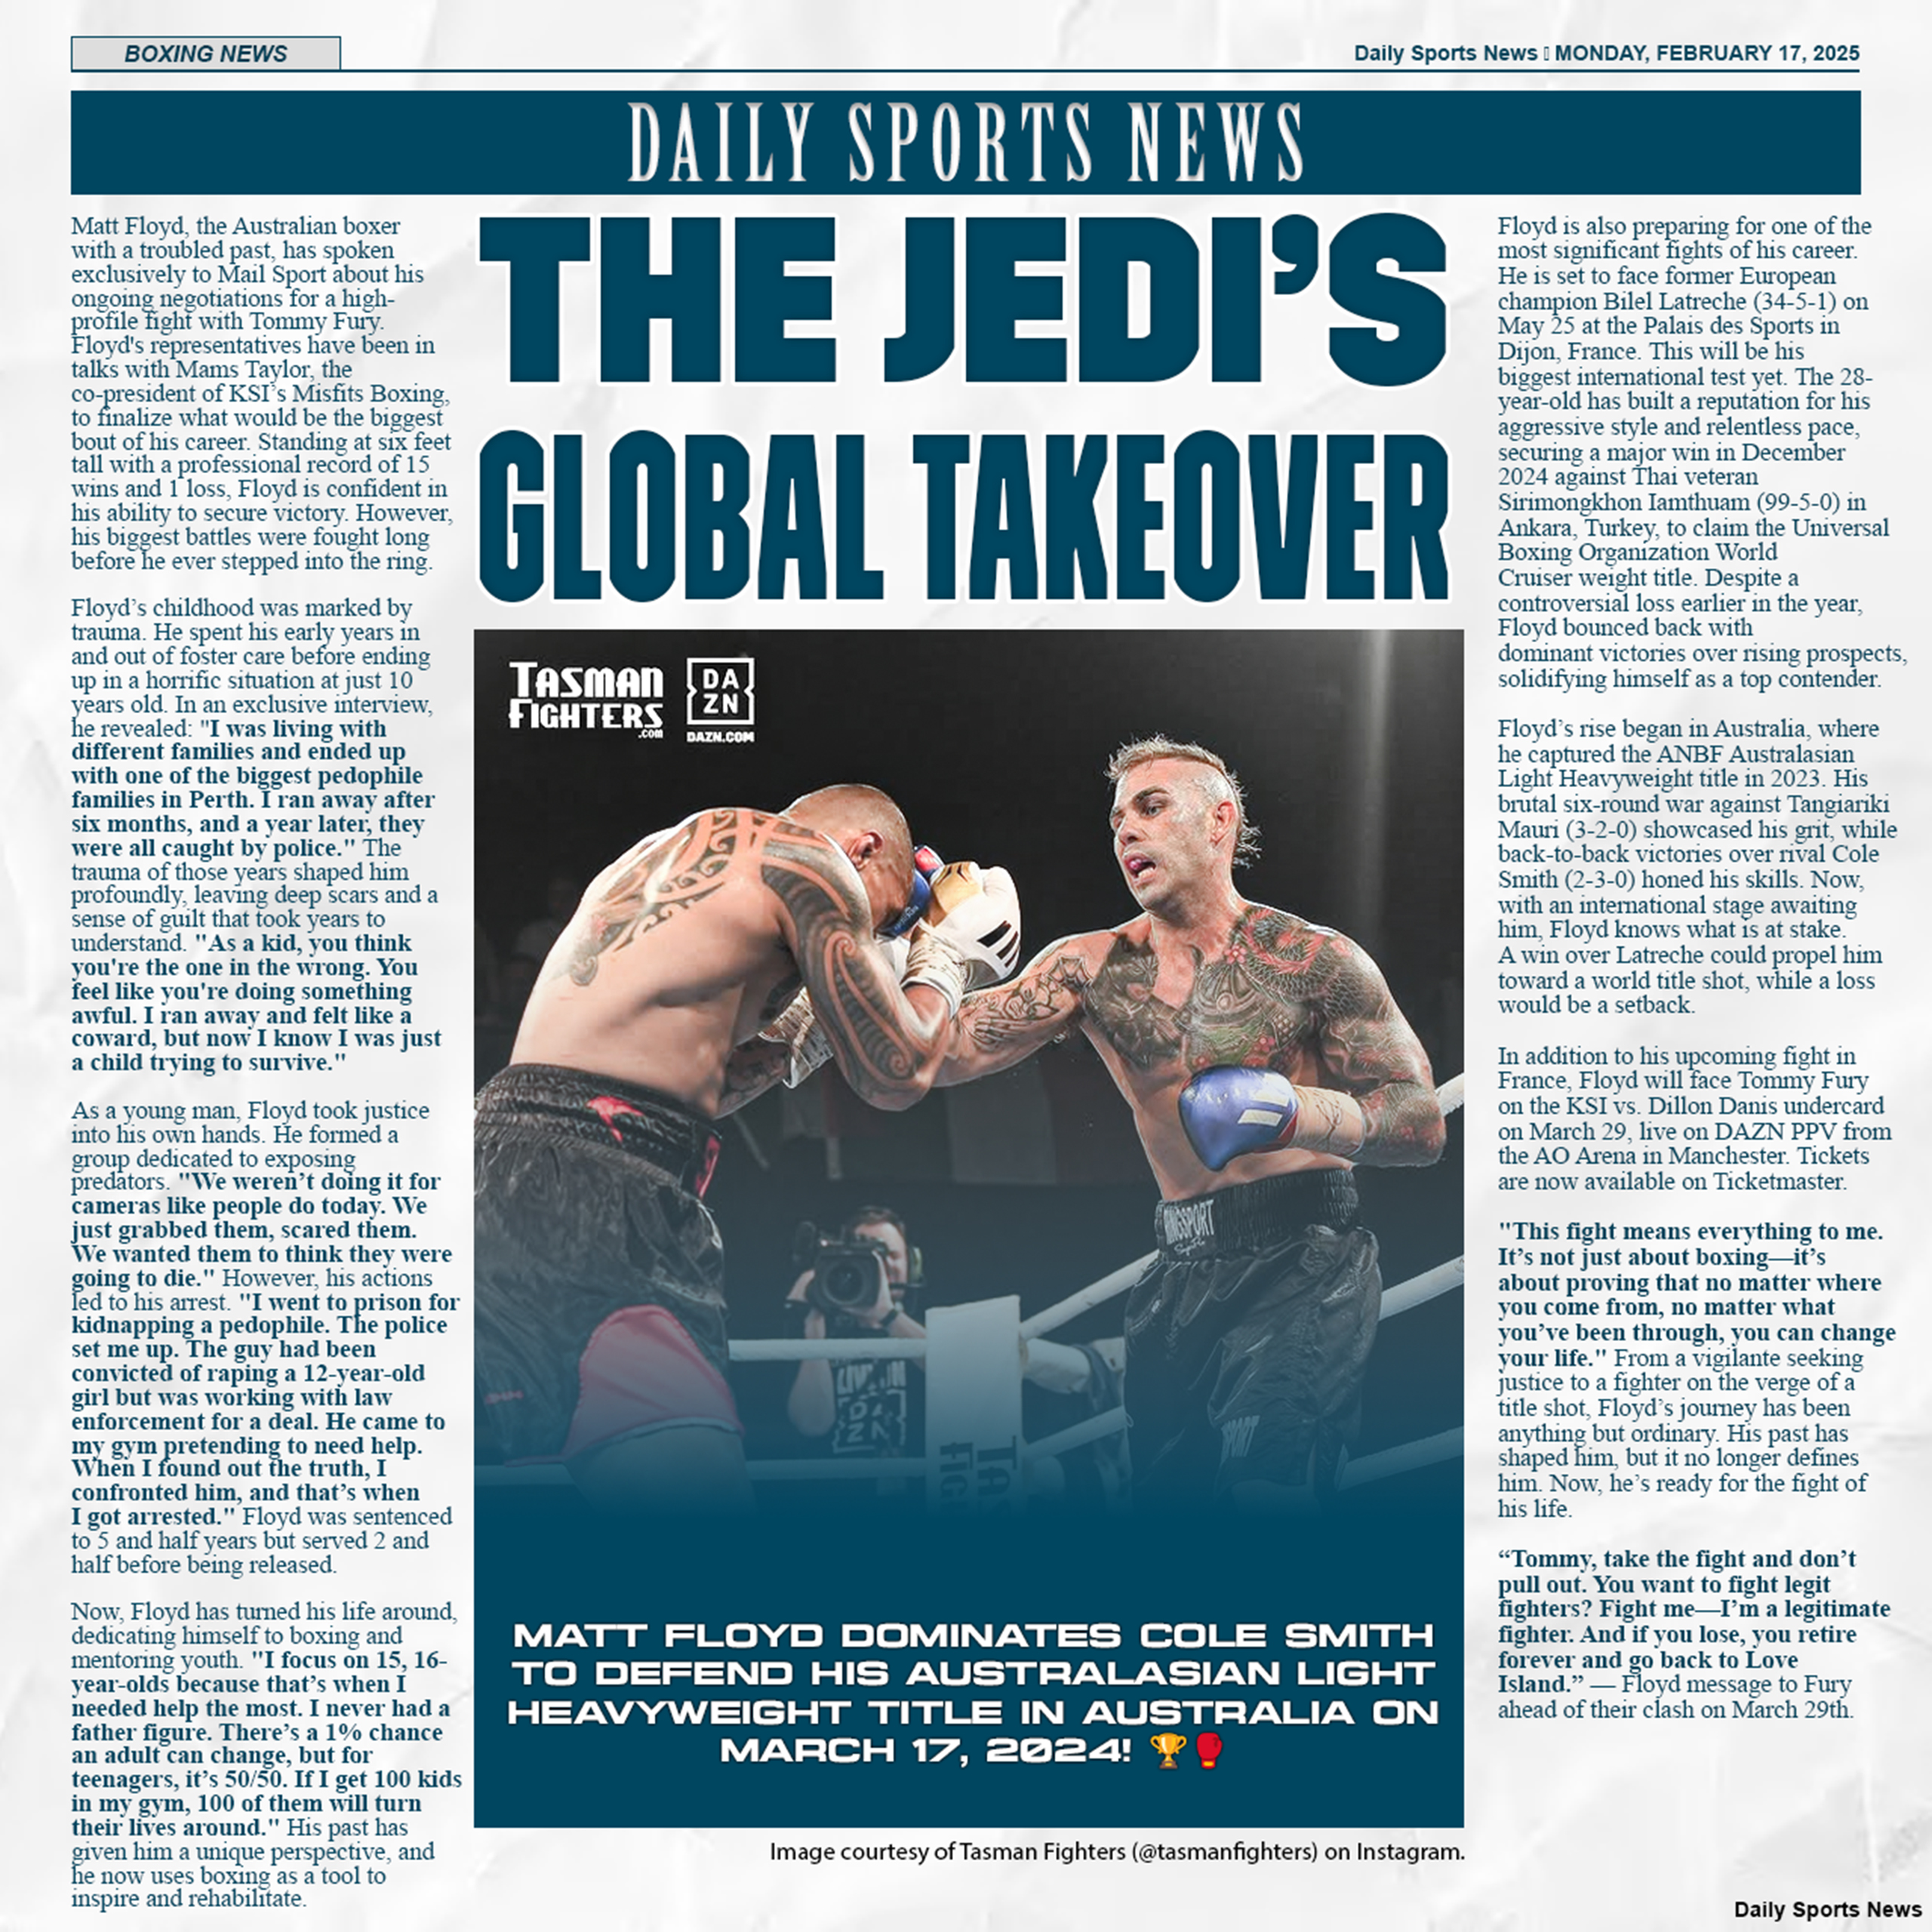 BOXING NEWS
Daily Sports News ▯ MONDAY, FEBRUARY 17, 2025
DAILY SPORTS NEWS
Matt Floyd, the Australian boxer
with a troubled past, has spoken
exclusively to Mail Sport about his
ongoing negotiations for a high-
profile fight with Tommy Fury.
Floyd's representatives have been in
talks with Mams Taylor, the
co-president of KSI's Misfits Boxing,
to finalize what would be the biggest
bout of his career. Standing at six feet
tall with a professional record of 15
wins and 1 loss, Floyd is confident in
his ability to secure victory. However,
his biggest battles were fought long
before he ever stepped into the ring.
Floyd's childhood was marked by
trauma. He spent his early years in
and out of foster care before ending
up in a horrific situation at just 10
years old. In an exclusive interview,
he revealed: "I was living with
different families and ended up
with one of the biggest pedophile
families in Perth. I ran away after
six months, and a year later, they
were all caught by police." The
trauma of those years shaped him
profoundly, leaving deep scars and a
sense of guilt that took years to
understand. "As a kid, you think
you're the one in the wrong. You
feel like you're doing something
awful. I ran away and felt like a
coward, but now I know I was just
a child trying to survive."
As a young man, Floyd took justice
into his own hands. He formed a
group dedicated to exposing
predators. "We weren't doing it for
cameras like people do today. We
just grabbed them, scared them.
We wanted them to think they were
going to die." However, his actions
led to his arrest. "I went to prison for
kidnapping a pedophile. The police
set me up. The guy had been
convicted of raping a 12-year-old
girl but was working with law
enforcement for a deal. He came to
my gym pretending to need help.
When I found out the truth, I
confronted him, and that's when
I got arrested." Floyd was sentenced
to 5 and half years but served 2 and
half before being released.
Now, Floyd has turned his life around,
dedicating himself to boxing and
mentoring youth. "I focus on 15, 16-
year-olds because that's when I
needed help the most. I never had a
father figure. There's a 1% chance
an adult can change, but for
teenagers, it's 50/50. If I get 100 kids
in my gym, 100 of them will turn
their lives around." His past has
given him a unique perspective, and
he now uses boxing as a tool to
inspire and rehabilitate.
THE JEDI'S
GLOBAL TAKEOVER
TASMAN
FIGHTERS
.COM
DA
ZN
DAZN.COM
MATT FLOYD DOMINATES COLE SMITH
TO DEFEND HIS AUSTRALASIAN LIGHT
HEAVYWEIGHT TITLE IN AUSTRALIA ON
MARCH 17, 2024! 🏆🥊
Image courtesy of Tasman Fighters (@tasmanfighters) on Instagram.
Floyd is also preparing for one of the
most significant fights of his career.
He is set to face former European
champion Bilel Latreche (34-5-1) on
May 25 at the Palais des Sports in
Dijon, France. This will be his
biggest international test yet. The 28-
year-old has built a reputation for his
aggressive style and relentless pace,
securing a major win in December
2024 against Thai veteran
Sirimongkhon Iamthuam (99-5-0) in
Ankara, Turkey, to claim the Universal
Boxing Organization World
Cruiser weight title. Despite a
controversial loss earlier in the year,
Floyd bounced back with
dominant victories over rising prospects,
solidifying himself as a top contender.
Floyd's rise began in Australia, where
he captured the ANBF Australasian
Light Heavyweight title in 2023. His
brutal six-round war against Tangiariki
Mauri (3-2-0) showcased his grit, while
back-to-back victories over rival Cole
Smith (2-3-0) honed his skills. Now,
with an international stage awaiting
him, Floyd knows what is at stake.
A win over Latreche could propel him
toward a world title shot, while a loss
would be a setback.
In addition to his upcoming fight in
France, Floyd will face Tommy Fury
on the KSI vs. Dillon Danis undercard
on March 29, live on DAZN PPV from
the AO Arena in Manchester. Tickets
are now available on Ticketmaster.
"This fight means everything to me.
It's not just about boxing—it's
about proving that no matter where
you come from, no matter what
you've been through, you can change
your life." From a vigilante seeking
justice to a fighter on the verge of a
title shot, Floyd's journey has been
anything but ordinary. His past has
shaped him, but it no longer defines
him. Now, he's ready for the fight of
his life.
“Tommy, take the fight and don't
pull out. You want to fight legit
fighters? Fight me—I'm a legitimate
fighter. And if you lose, you retire
forever and go back to Love
Island.” — Floyd message to Fury
ahead of their clash on March 29th.
Daily Sports News